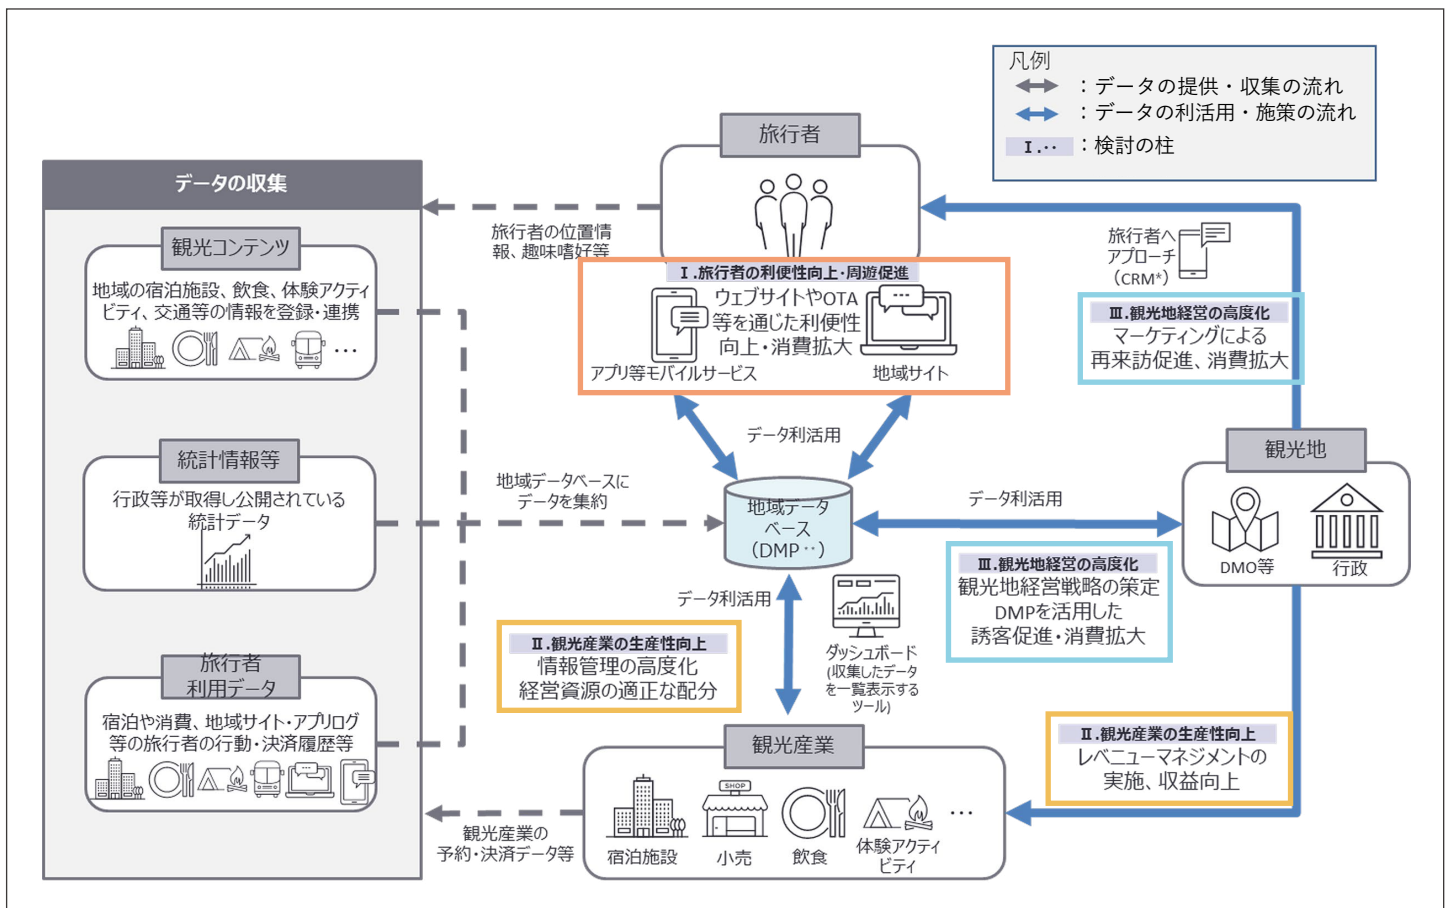 凡例
：データの提供・収集の流れ
：データの利活用・施策の流れ
Ⅰ.‥ ：検討の柱
旅行者
データの収集
旅行者の位置情
報、趣味嗜好等
観光コンテンツ
地域の宿泊施設、飲食、体験アクティ
ビティ、交通等の情報を登録・連携
…
Ⅰ.旅行者の利便性向上・周遊促進
ウェブサイトやOTA
等を通じた利便性
向上・消費拡大
アプリ等モバイルサービス
地域サイト
旅行者へ
アプローチ
（CRM*）
Ⅲ.観光地経営の高度化
マーケティングによる
再来訪促進、消費拡大
データ利活用
統計情報等
行政等が取得し公開されている
統計データ
地域データベースに
データを集約
地域データ
ベース
（DMP‥）
データ利活用
観光地
DMO等
行政
Ⅲ.観光地経営の高度化
観光地経営戦略の策定
DMPを活用した
誘客促進・消費拡大
データ利活用
ダッシュボード
(収集したデータ
を一覧表示する
ツール)
Ⅱ.観光産業の生産性向上
情報管理の高度化
経営資源の適正な配分
旅行者
利用データ
宿泊や消費、地域サイト・アプリログ
等の旅行者の行動・決済履歴等
観光産業の
予約・決済データ等
観光産業
SHOP
宿泊施設
小売
飲食
体験アクティ
ビティ
…
Ⅱ.観光産業の生産性向上
レベニューマネジメントの
実施、収益向上